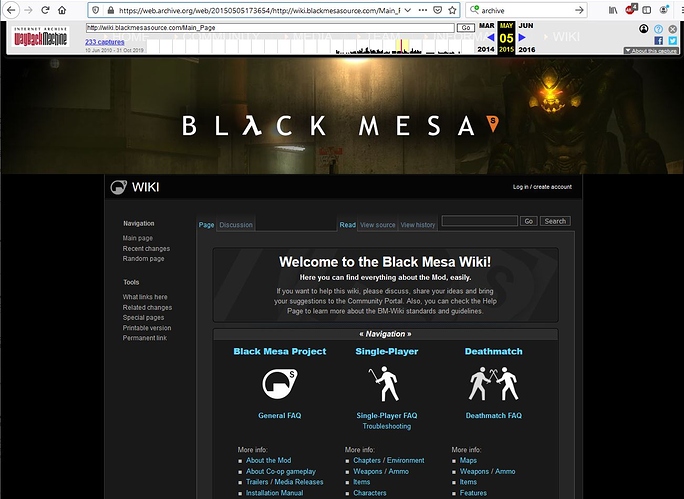 https://web.archive.org/web/20150505173654/http://wiki.blackmesasource.com/Main_F
archive
INTERNET ARCHIVE
WayBackMachine
http://wiki.blackmesasource.com/Main_Page
Go
233 captures
10 Jun 2010 - 31 Oct 2019
MAR MAY JUN
05
2014 2015 2016
WIKI
About this capture
BLλCK MESA
S
WIKI
Log in / create account
Navigation
Main page
Recent changes
Random page
Tools
What links here
Related changes
Special pages
Printable version
Permanent link
Page Discussion Read View source View history Go Search
Welcome to the Black Mesa Wiki!
Here you can find everything about the Mod, easily.
If you want to help this wiki, please discuss, share your ideas and bring
your suggestions to the Community Portal. Also, you can check the Help
Page to learn more about the BM-Wiki standards and guidelines.
« Navigation »
Black Mesa Project
General FAQ
More info:
About the Mod
About Co-op gameplay
Trailers / Media Releases
Installation Manual
Single-Player
Single-Player FAQ
Troubleshooting
More info:
Chapters / Environment
Weapons / Ammo
Items
Characters
Deathmatch
Deathmatch FAQ
More info:
Maps
Weapons / Ammo
Items
Features